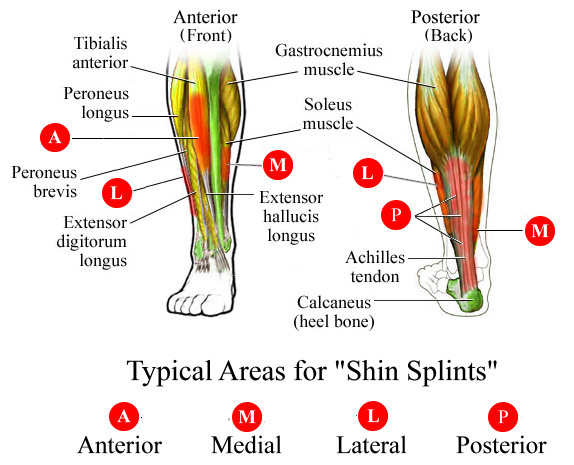 Anterior
(Front)
Posterior
(Back)
Tibialis
anterior
Gastrocnemius
muscle
Peroneus
longus
Soleus
muscle
A
M
L
Peroneus
brevis
L
P
M
Extensor
hallucis
longus
Extensor
digitorum
longus
Achilles
tendon
Calcaneus
(heel bone)
Typical Areas for "Shin Splints"
A
M
L
P
Anterior
Medial
Lateral
Posterior